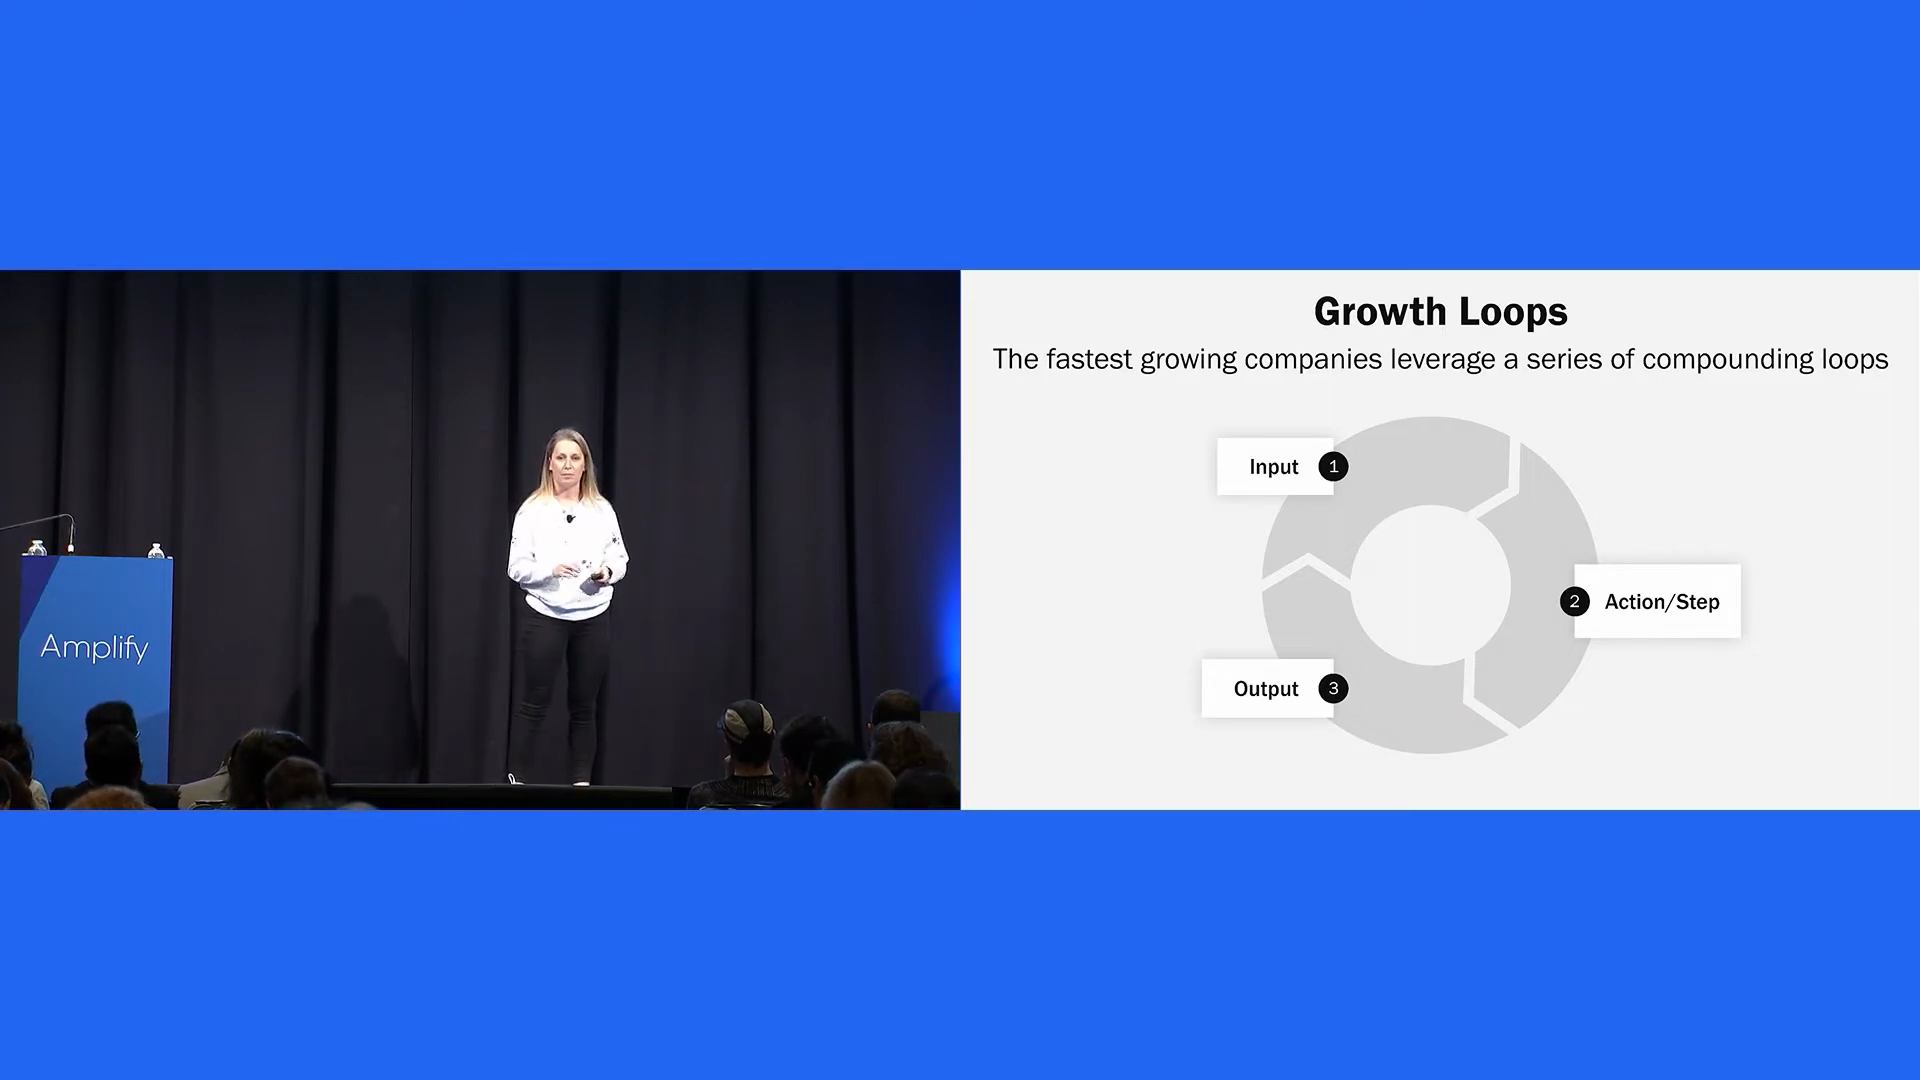 Growth Loops
The fastest growing companies leverage a series of compounding loops
Input 1
2 Action/Step
Output 3
Amplify